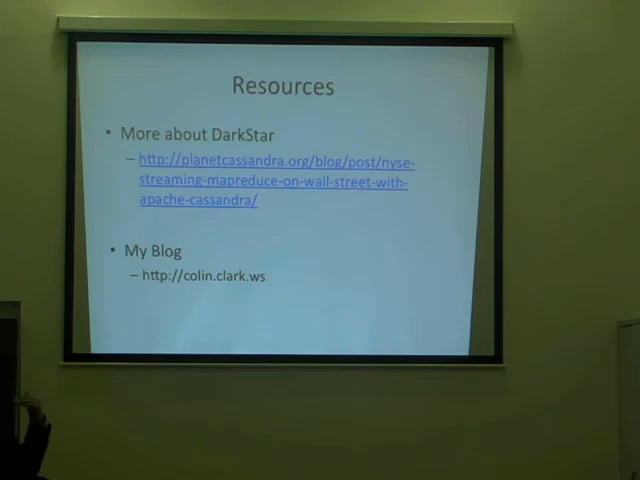 Resources
• More about DarkStar
– http://planetcassandra.org/blog/post/nyse-
streaming-mapreduce-on-wall-street-with-
apache-cassandra/
• My Blog
– http://colin.clark.ws